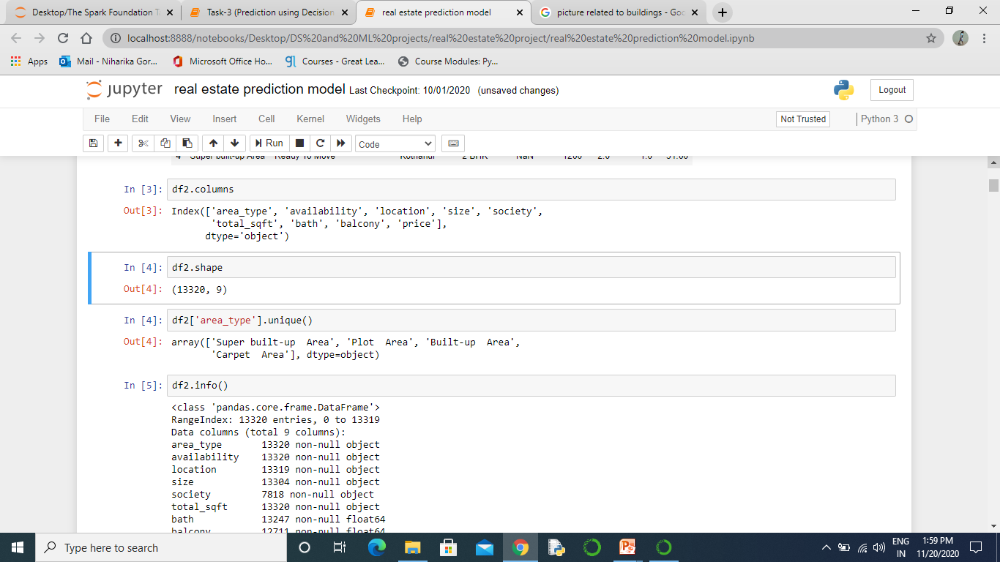 Desktop/The Spark Foundation T
Task-3 (Prediction using Decision
real estate prediction model
picture related to buildings - Goo
localhost:8888/notebooks/Desktop/DS%20and%20ML%20projects/real%20estate%20project/real%20estate%20prediction%20model.ipynb
Apps
Mail - Niharika Gor...
Microsoft Office Ho...
Courses - Great Lea...
Course Modules: Py...
jupyter real estate prediction model Last Checkpoint: 10/01/2020 (unsaved changes)
Logout
File Edit View Insert Cell Kernel Widgets Help
Not Trusted
Python 3
Run
Code
4 Super built-up Area Ready To Move Kothanur 2 BHK NaN 1200 2.0 1.0 51.00
In [3]: df2.columns
Out[3]: Index(['area_type', 'availability', 'location', 'size', 'society',
'total_sqft', 'bath', 'balcony', 'price'],
dtype='object')
In [4]: df2.shape
Out[4]: (13320, 9)
In [4]: df2['area_type'].unique()
Out[4]: array(['Super built-up  Area', 'Plot  Area', 'Built-up  Area',
'Carpet  Area'], dtype=object)
In [5]: df2.info()
<class 'pandas.core.frame.DataFrame'>
RangeIndex: 13320 entries, 0 to 13319
Data columns (total 9 columns):
area_type       13320 non-null object
availability    13320 non-null object
location        13319 non-null object
size            13304 non-null object
society         7818 non-null object
total_sqft      13320 non-null object
bath            13247 non-null float64
balcony         12711 non-null float64
Type here to search
ENG
IN
1:59 PM
11/20/2020